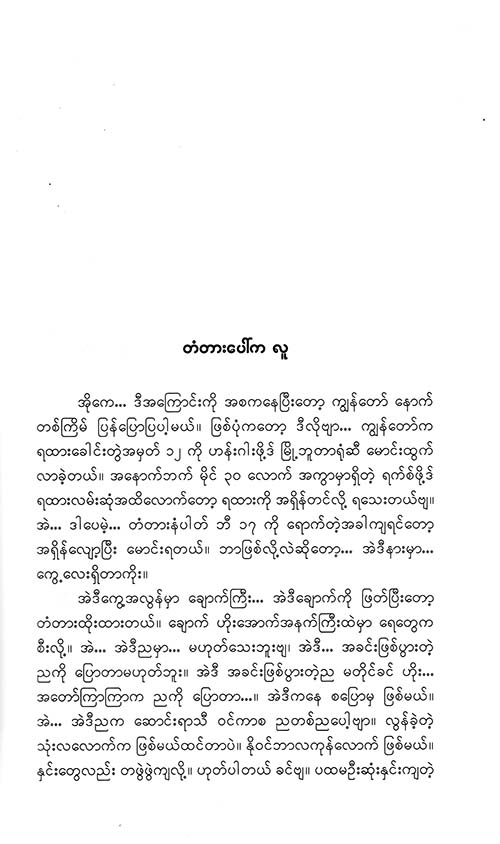 တံတားပေါ်က လူ
အိုကေ... ဒီအကြောင်းကို အစကနေပြီးတော့ ကျွန်တော် နောက်
တစ်ကြိမ် ပြန်ပြောပြပါ့မယ်။ ဖြစ်ပုံကတော့ ဒီလိုဗျာ... ကျွန်တော်က
ရထားခေါင်းတွဲအမှတ် ၁၂ ကို ဟန်းဂါးဖို့ဒ် မြို့ဘူတာရုံဆီ မောင်းထွက်
လာခဲ့တယ်။ အနောက်ဘက် မိုင် ၃၀ လောက် အကွာမှာရှိတဲ့ ရက်စ်ဖို့ဒ်
ရထားလမ်းဆုံအထိလောက်တော့ ရထားကို အရှိန်တင်လို့ ရသေးတယ်ဗျ။
အဲ... ဒါပေမဲ့... တံတားနံပါတ် ဘီ ၁၇ ကို ရောက်တဲ့အခါကျရင်တော့
အရှိန်လျော့ပြီး မောင်းရတယ်။ ဘာဖြစ်လို့လဲဆိုတော့... အဲဒီနားမှာ...
ကွေ့လေးရှိတာကိုး။
အဲဒီကွေ့အလွန်မှာ ချောက်ကြီး... အဲဒီချောက်ကို ဖြတ်ပြီးတော့
တံတားထိုးထားတယ်။ ချောက် ဟိုးအောက်အနက်ကြီးထဲမှာ ရေတွေက
စီးလို့။ အဲ... အဲဒီညမှာ... မဟုတ်သေးဘူးဗျ၊ အဲဒီ... အခင်းဖြစ်ပွားတဲ့
ညကို ပြောတာမဟုတ်ဘူး။ အဲဒီ အခင်းဖြစ်ပွားတဲ့ည မတိုင်ခင် ဟိုး...
အတော်ကြာကြာက ညကို ပြောတာ...။ အဲဒီကနေ စပြောမှ ဖြစ်မယ်။
အဲ... အဲဒီညက ဆောင်းရာသီ ဝင်ကာစ ညတစ်ညပေါ့ဗျာ။ လွန်ခဲ့တဲ့
သုံးလလောက်က ဖြစ်မယ်ထင်တာပဲ။ နိုဝင်ဘာလကုန်လောက် ဖြစ်မယ်။
နှင်းတွေလည်း တဖွဲဖွဲကျလို့။ ဟုတ်ပါတယ် ခင်ဗျ။ ပထမဦးဆုံးနှင်းကျတဲ့